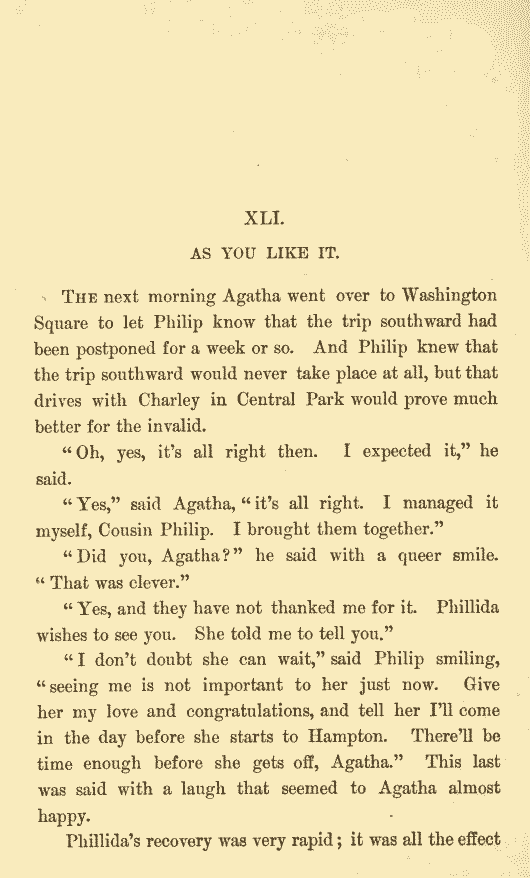 XLI.
AS YOU LIKE IT.
THE next morning Agatha went over to Washington
Square to let Philip know that the trip southward had
been postponed for a week or so. And Philip knew that
the trip southward would never take place at all, but that
drives with Charley in Central Park would prove much
better for the invalid.
“Oh, yes, it’s all right then. I expected it,” he
said.
“Yes,” said Agatha, “it’s all right. I managed it
myself, Cousin Philip. I brought them together.”
“Did you, Agatha?” he said with a queer smile.
“That was clever.”
“Yes, and they have not thanked me for it. Phillida
wishes to see you. She told me to tell you.”
“I don’t doubt she can wait,” said Philip smiling,
“seeing me is not important to her just now. Give
her my love and congratulations, and tell her I’ll come
in the day before she starts to Hampton. There’ll be
time enough before she gets off, Agatha.” This last
was said with a laugh that seemed to Agatha almost
happy.
Phillida’s recovery was very rapid; it was all the effect